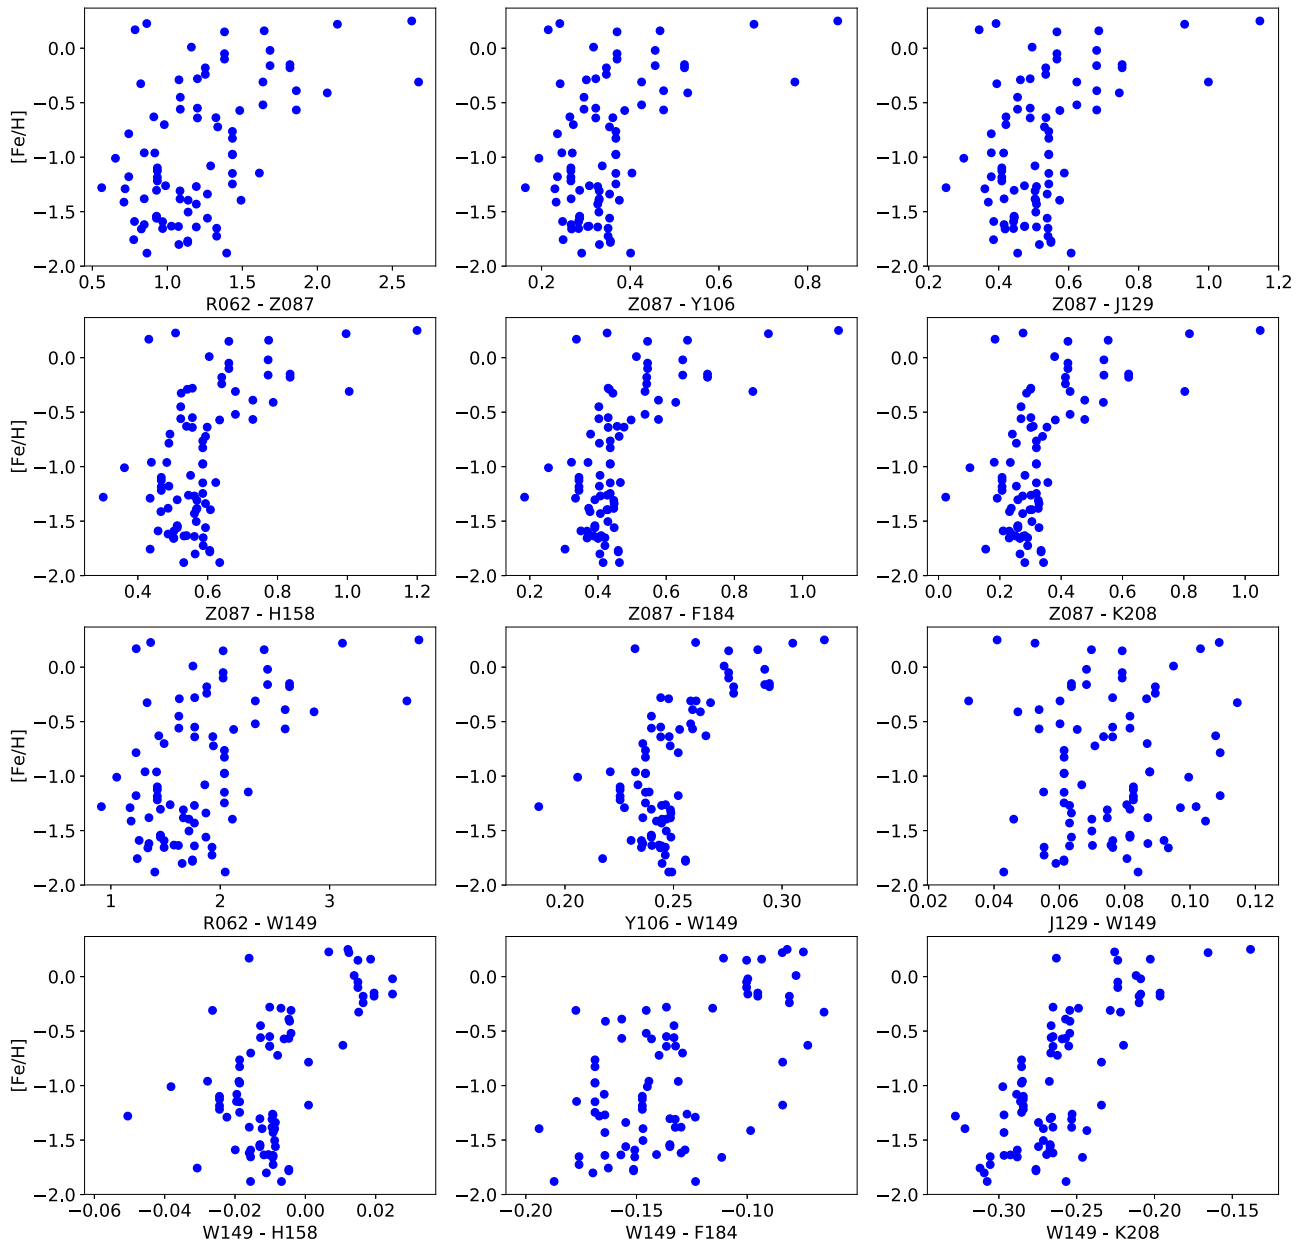 0.0
−0.5
−1.0
−1.5
−2.0
[Fe/H]
0.5 1.0 1.5 2.0 2.5
R062 - Z087
0.2 0.4 0.6 0.8
Z087 - Y106
0.2 0.4 0.6 0.8 1.0 1.2
Z087 - J129
0.0
−0.5
−1.0
−1.5
−2.0
[Fe/H]
0.4 0.6 0.8 1.0 1.2
Z087 - H158
0.2 0.4 0.6 0.8 1.0
Z087 - F184
0.0 0.2 0.4 0.6 0.8 1.0
Z087 - K208
0.0
−0.5
−1.0
−1.5
−2.0
[Fe/H]
1 2 3
R062 - W149
0.20 0.25 0.30
Y106 - W149
0.02 0.04 0.06 0.08 0.10 0.12
J129 - W149
0.0
−0.5
−1.0
−1.5
−2.0
[Fe/H]
−0.06 −0.04 −0.02 0.00 0.02
W149 - H158
−0.20 −0.15 −0.10
W149 - F184
−0.30 −0.25 −0.20 −0.15
W149 - K208